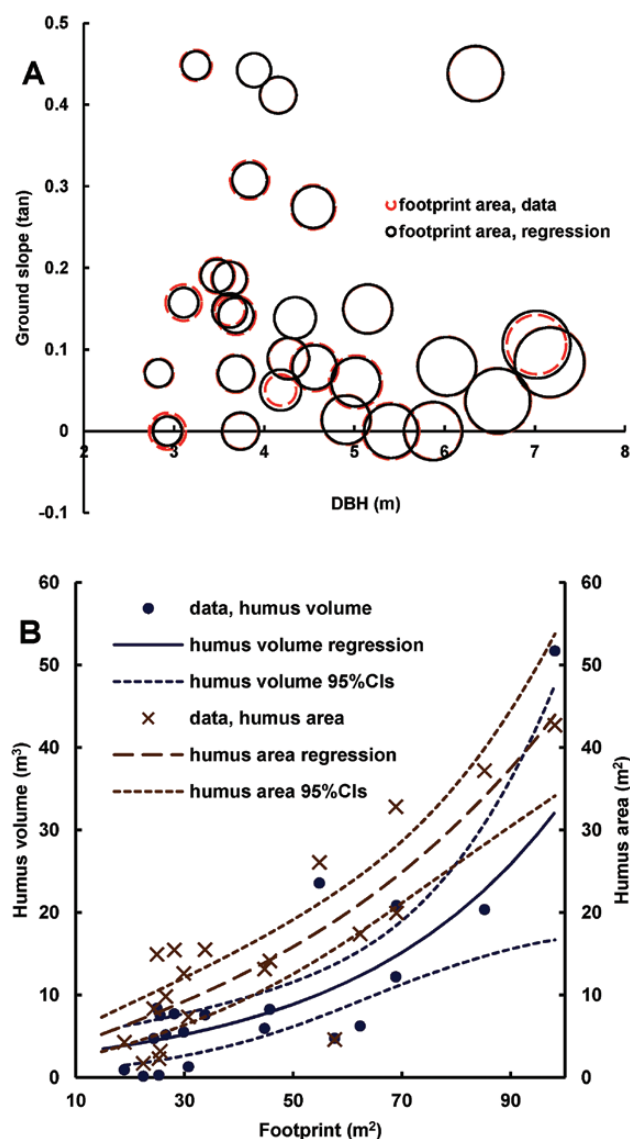 A
0.5
0.4
0.3
0.2
0.1
0
-0.1
Ground slope (tan)
footprint area, data
footprint area, regression
2 3 4 5 6 7 8
DBH (m)
B
60
50
40
30
20
10
0
Humus volume (m³)
data, humus volume
humus volume regression
humus volume 95%CIs
data, humus area
humus area regression
humus area 95%CIs
60
50
40
30
20
10
0
Humus area (m²)
10 30 50 70 90
Footprint (m²)